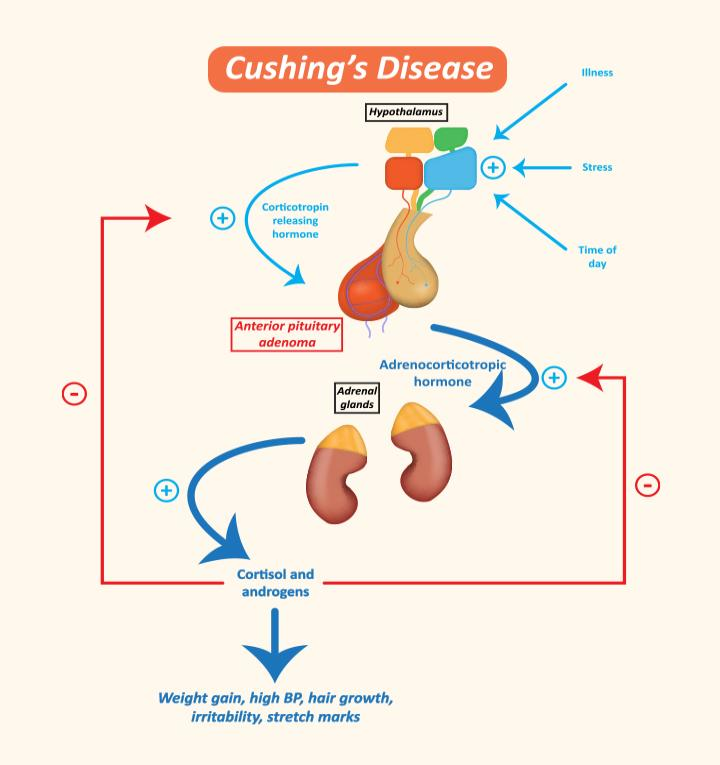 Cushing's Disease
Illness
Hypothalamus
+
Stress
Corticotropin
releasing
hormone
+
Time of
day
Anterior pituitary
adenoma
Adrenocorticotropic
hormone
+
-
Adrenal
glands
+
-
Cortisol and
androgens
Weight gain, high BP, hair growth,
irritability, stretch marks